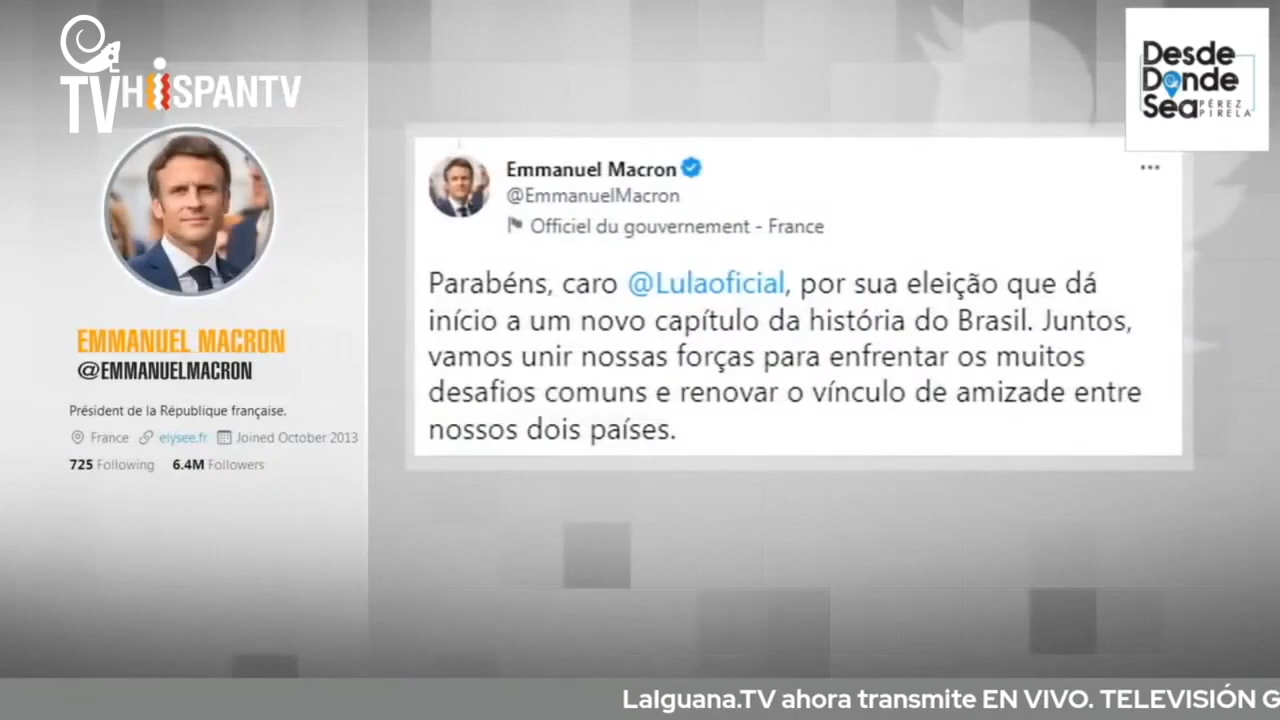 TV HISPANTV
Desde
Donde
Sea PÉREZ
PIRELA
EMMANUEL MACRON
@EMMANUELMACRON
Président de la République française.
France elysee.fr Joined October 2013
725 Following 6.4M Followers
Emmanuel Macron
@EmmanuelMacron
Officiel du gouvernement - France
Parabéns, caro @Lulaoficial, por sua eleição que dá
início a um novo capítulo da história do Brasil. Juntos,
vamos unir nossas forças para enfrentar os muitos
desafios comuns e renovar o vínculo de amizade entre
nossos dois países.
LaIguana.TV ahora transmite EN VIVO. TELEVISIÓN G